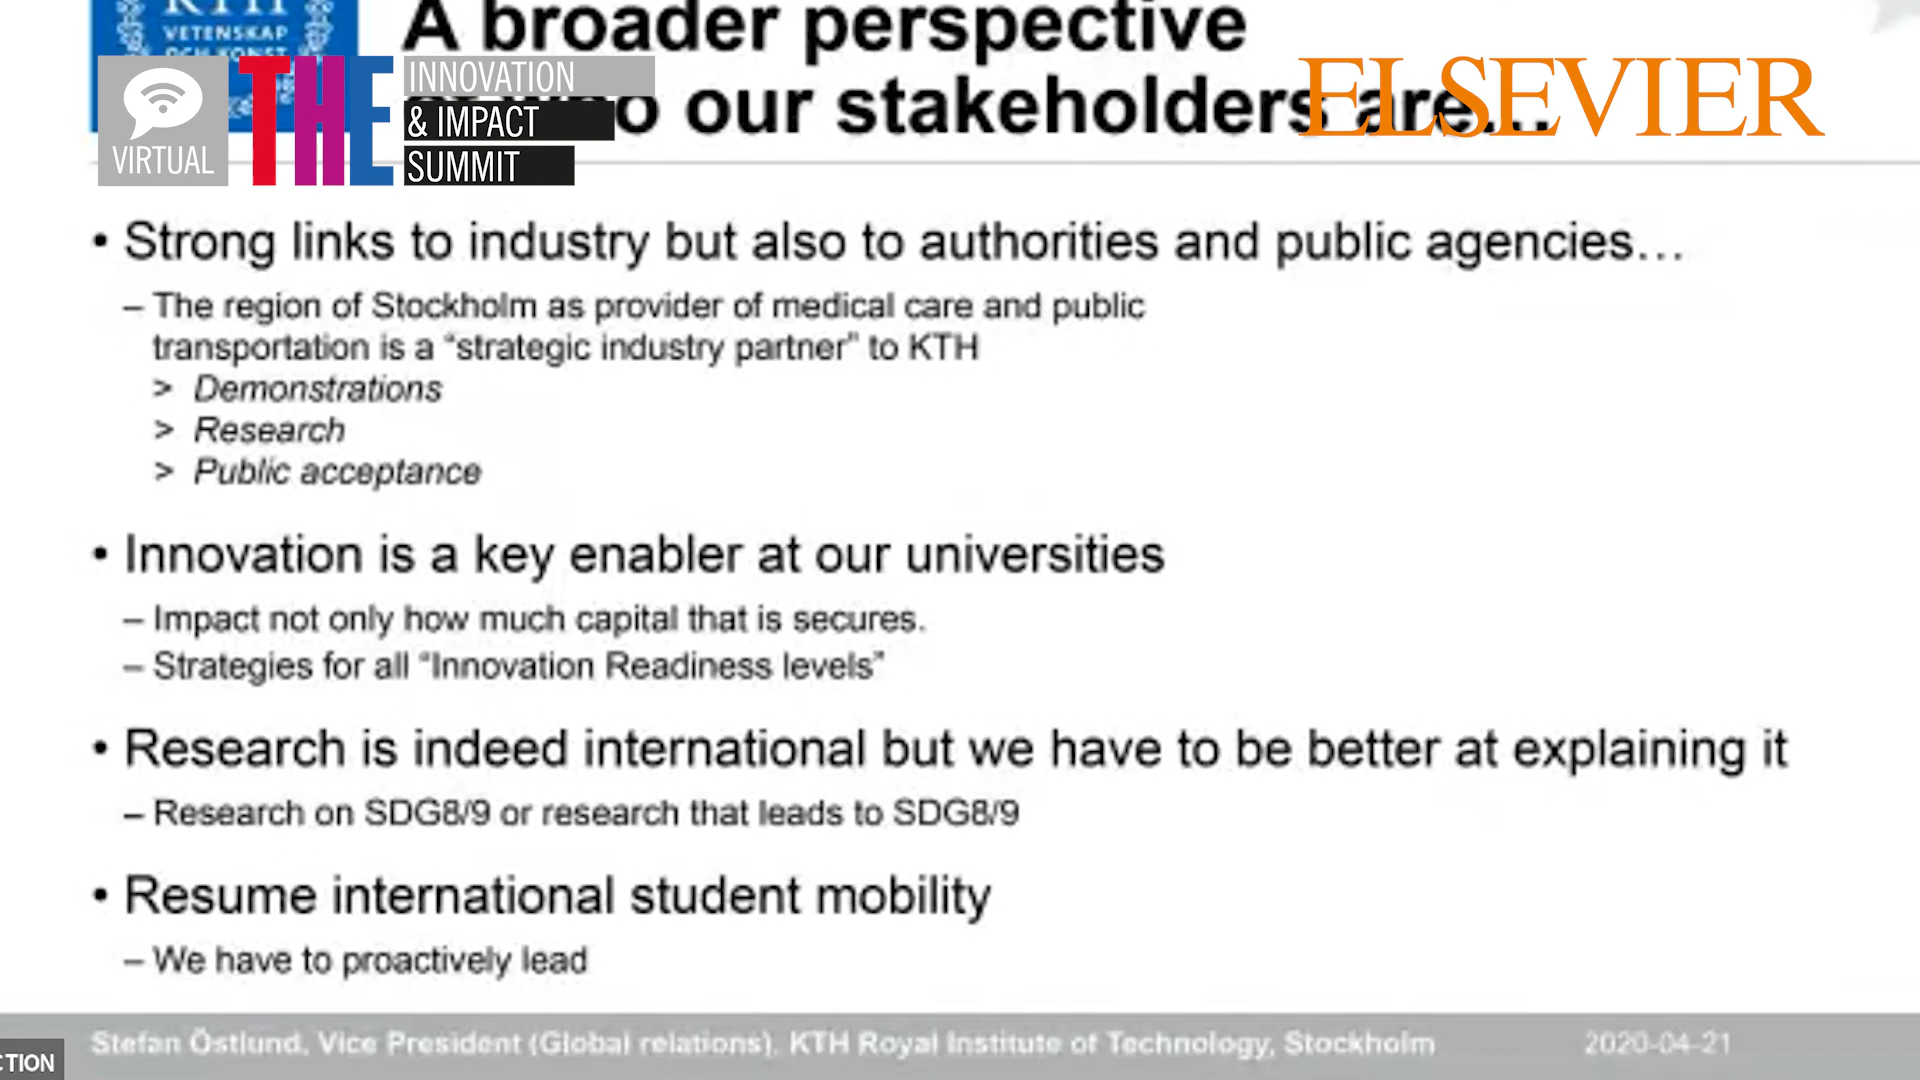 KTH
VETENSKAP
OCH KONST
A broader perspective
our stakeholders are...
VIRTUAL
THE
INNOVATION
& IMPACT
SUMMIT
ELSEVIER
• Strong links to industry but also to authorities and public agencies…
– The region of Stockholm as provider of medical care and public
transportation is a “strategic industry partner” to KTH
> Demonstrations
> Research
> Public acceptance
• Innovation is a key enabler at our universities
– Impact not only how much capital that is secures.
– Strategies for all “Innovation Readiness levels”
• Research is indeed international but we have to be better at explaining it
– Research on SDG8/9 or research that leads to SDG8/9
• Resume international student mobility
– We have to proactively lead
Stefan Östlund, Vice President (Global relations), KTH Royal Institute of Technology, Stockholm
2020-04-21